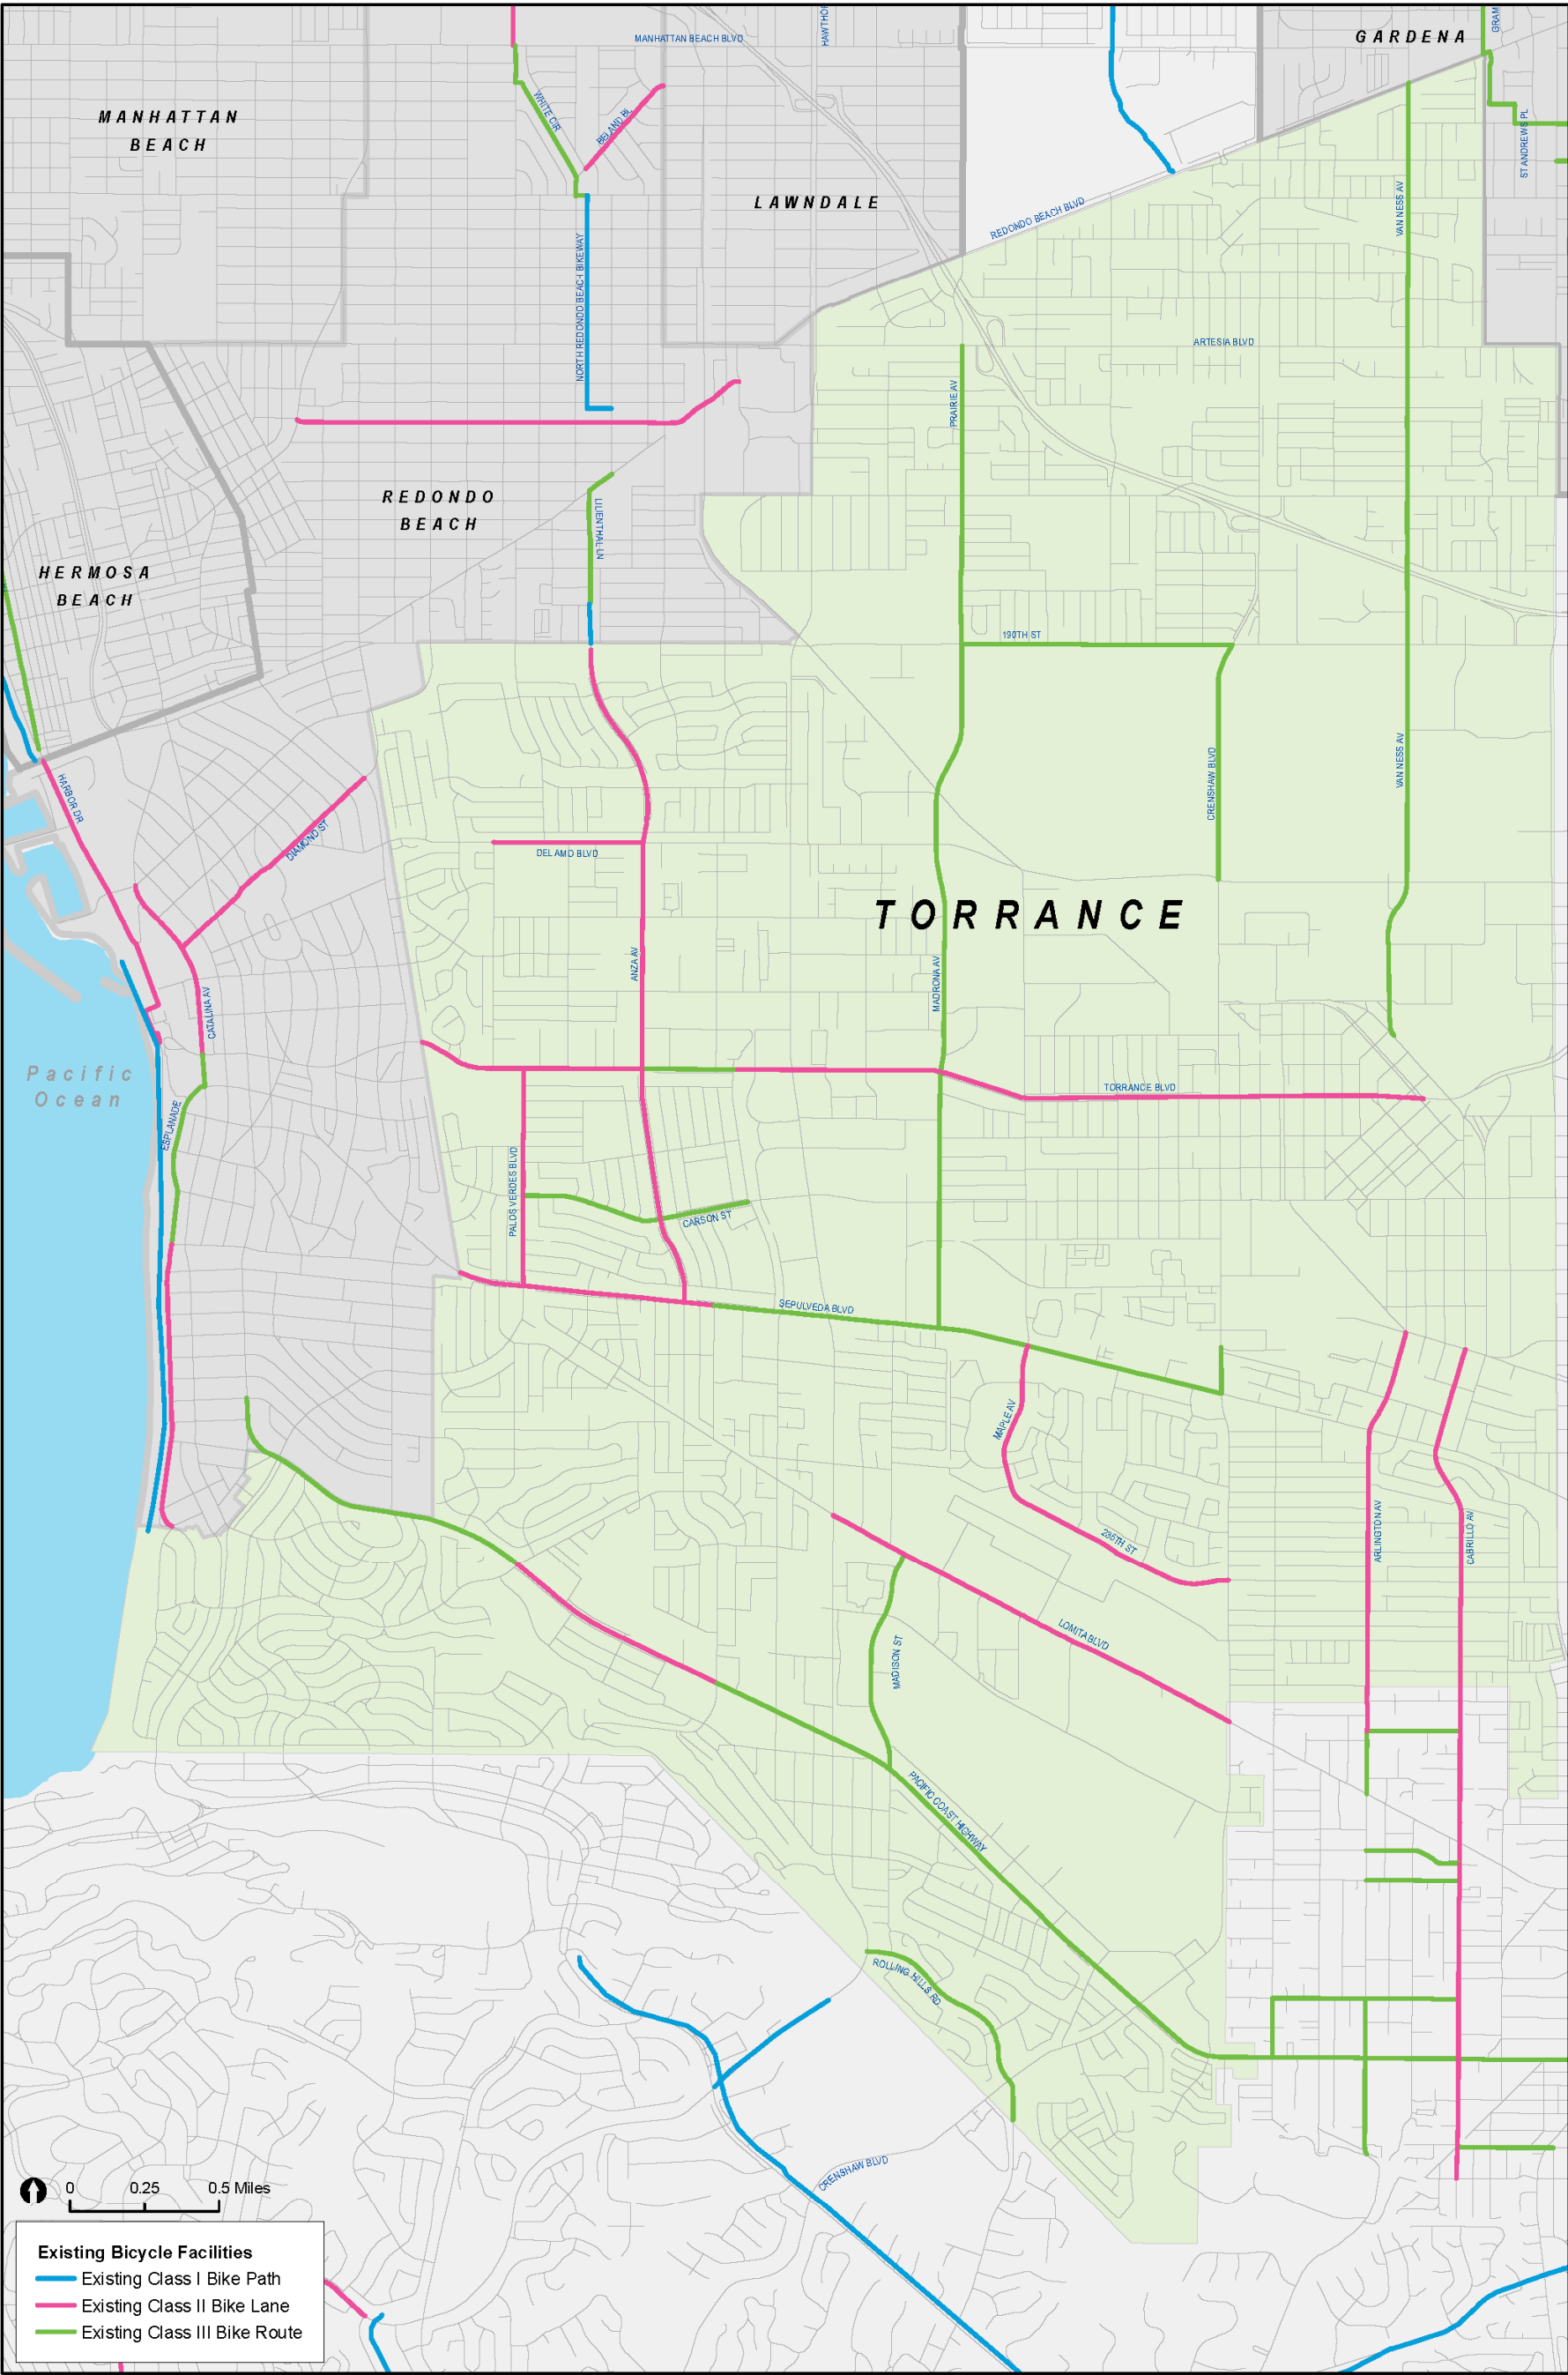 MANHATTAN BEACH BLVD
HAWTHOR
GRAM
GARDENA
MANHATTAN
BEACH
WHITE CIR
BELAND BL
ST ANDREWS PL
LAWNDALE
REDONDO BEACH BLVD
VAN NESS AV
NORTH REDONDO BEACH BIKEWAY
ARTESIA BLVD
PRAIRIE AV
REDONDO
BEACH
LILIENTHAL LN
HERMOSA
BEACH
190TH ST
HARBOR DR
CRENSHAW BLVD
VAN NESS AV
DIAMOND ST
DEL AMO BLVD
TORRANCE
ANZA AV
MADRONA AV
CATALINA AV
Pacific
Ocean
TORRANCE BLVD
ESPLANADE
PALOS VERDES BLVD
CARSON ST
SEPULVEDA BLVD
MAPLE AV
235TH ST
ARLINGTON AV
CABRILLO AV
LOMITA BLVD
MADISON ST
PACIFIC COAST HIGHWAY
ROLLING HILLS RD
CRENSHAW BLVD
0 0.25 0.5 Miles
Existing Bicycle Facilities
Existing Class I Bike Path
Existing Class II Bike Lane
Existing Class III Bike Route